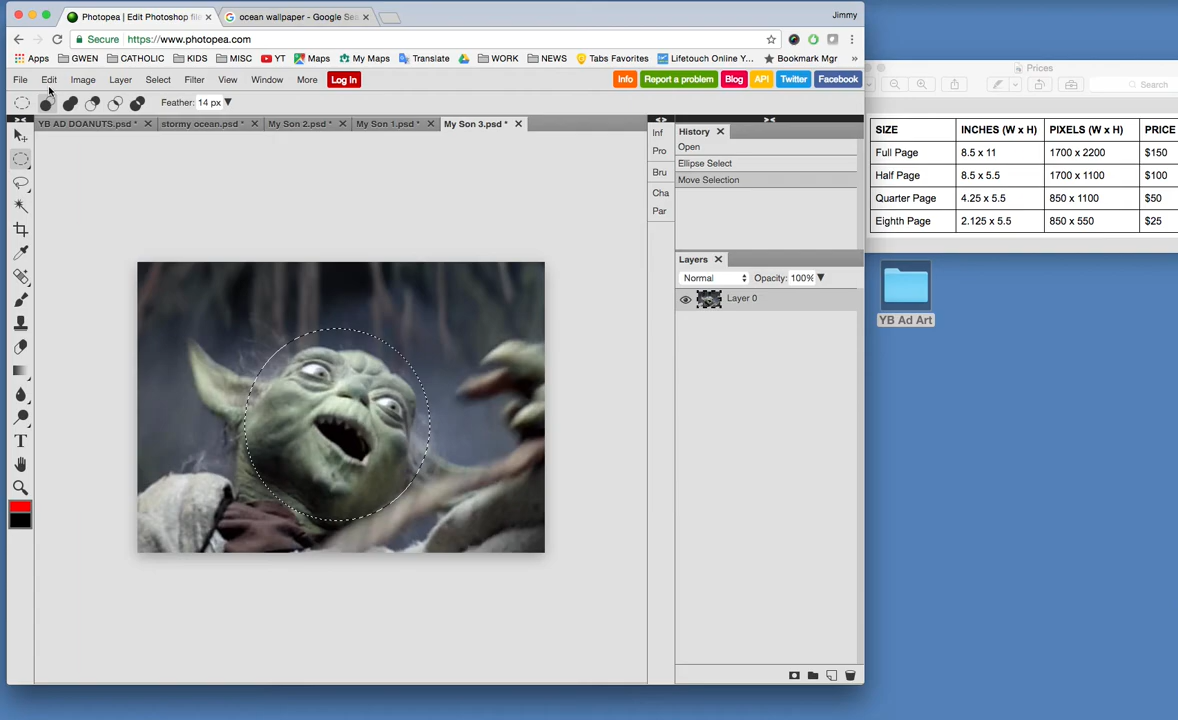 Photopea | Edit Photoshop file
ocean wallpaper - Google Sea
Jimmy
Secure https://www.photopea.com
Apps GWEN CATHOLIC KIDS MISC YT Maps My Maps Translate WORK NEWS Tabs Favorites Lifetouch Online Y... Bookmark Mgr »
File Edit Image Layer Select Filter View Window More Log In Info Report a problem Blog API Twitter Facebook
Feather: 14 px
YB AD DOANUTS.psd * stormy ocean.psd * My Son 2.psd * My Son 1.psd * My Son 3.psd *
Inf
Pro
Bru
Cha
Par
History
Open
Ellipse Select
Move Selection
Layers
Normal Opacity: 100%
Layer 0
Prices
Search
SIZE INCHES (W x H) PIXELS (W x H) PRICE
Full Page 8.5 x 11 1700 x 2200 $150
Half Page 8.5 x 5.5 1700 x 1100 $100
Quarter Page 4.25 x 5.5 850 x 1100 $50
Eighth Page 2.125 x 5.5 850 x 550 $25
YB Ad Art